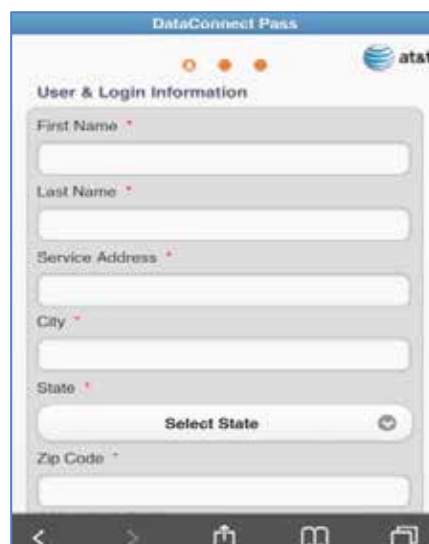 DataConnect Pass
at&t
User & Login Information
First Name *
Last Name *
Service Address *
City *
State *
Select State
Zip Code *